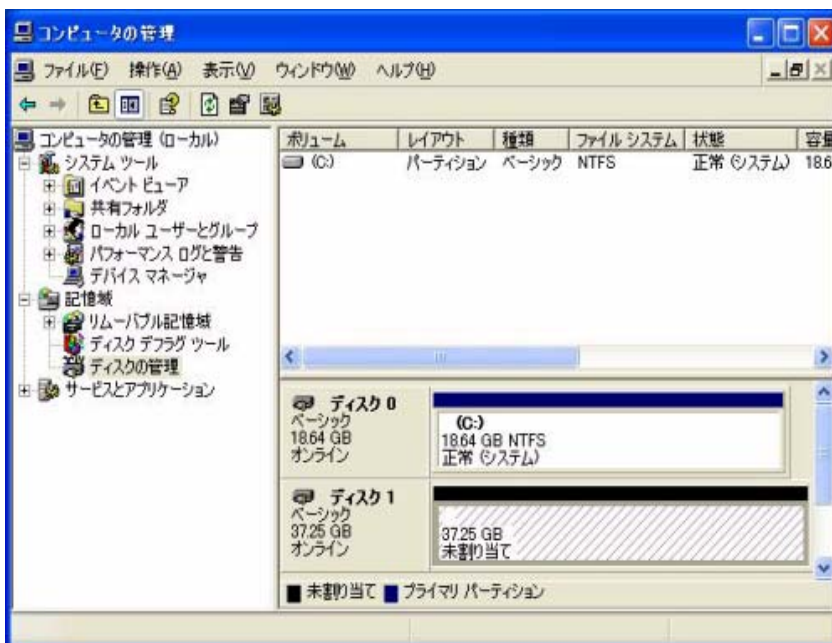 コンピュータの管理
ファイル(F) 操作(A) 表示(V) ウィンドウ(W) ヘルプ(H)
コンピュータの管理 (ローカル)
システム ツール
イベント ビューア
共有フォルダ
ローカル ユーザーとグループ
パフォーマンス ログと警告
デバイス マネージャ
記憶域
リムーバブル記憶域
ディスク デフラグ ツール
ディスクの管理
サービスとアプリケーション
ボリューム レイアウト 種類 ファイル システム 状態 容量
(C:) パーティション ベーシック NTFS 正常 (システム) 18.6
ディスク 0
ベーシック
18.64 GB
オンライン
(C:)
18.64 GB NTFS
正常 (システム)
ディスク 1
ベーシック
37.25 GB
オンライン
37.25 GB
未割り当て
未割り当て プライマリ パーティション